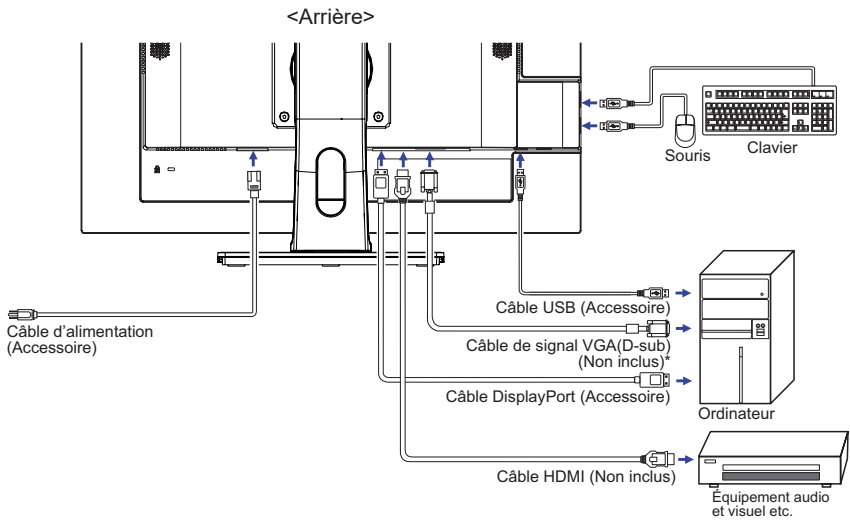 <Arrière>
Souris
Clavier
Câble USB (Accessoire)
Câble d’alimentation
(Accessoire)
Câble de signal VGA(D-sub)
(Non inclus)*
Câble DisplayPort (Accessoire)
Ordinateur
Câble HDMI (Non inclus)
Équipement audio
et visuel etc.